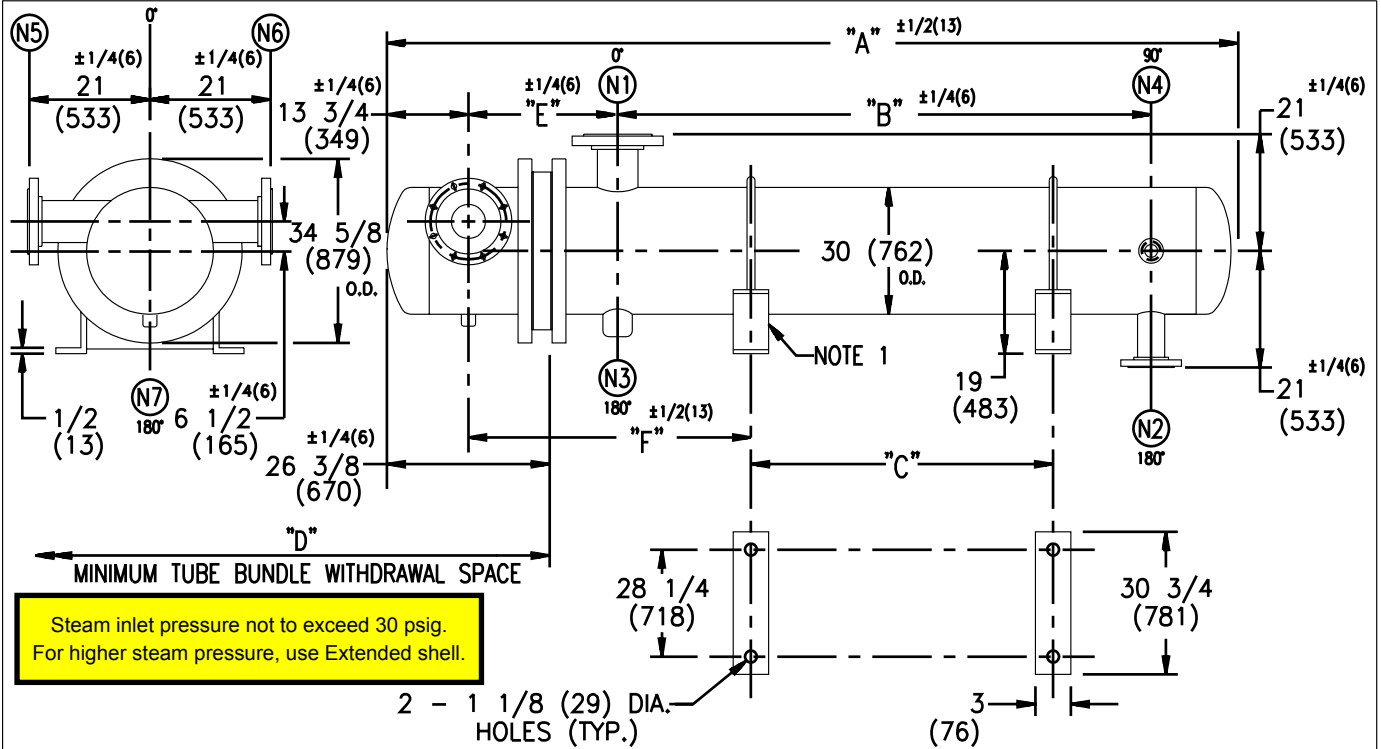 0°
N5
N6
±1/4(6)
21
(533)
±1/4(6)
21
(533)
±1/4(6)
13 3/4
(349)
±1/4(6)
"E"
0°
N1
"A" ±1/2(13)
"B" ±1/4(6)
90°
N4
21 ±1/4(6)
(533)
34 5/8
(879)
O.D.
30 (762)
O.D.
NOTE 1
19
(483)
21 ±1/4(6)
(533)
N3
180°
N2
180°
N7
180°
1/2
(13)
±1/4(6)
6 1/2
(165)
±1/4(6)
26 3/8
(670)
"F" ±1/2(13)
"C"
"D"
MINIMUM TUBE BUNDLE WITHDRAWAL SPACE
Steam inlet pressure not to exceed 30 psig.
For higher steam pressure, use Extended shell.
28 1/4
(718)
30 3/4
(781)
2 - 1 1/8 (29) DIA.
HOLES (TYP.)
3
(76)